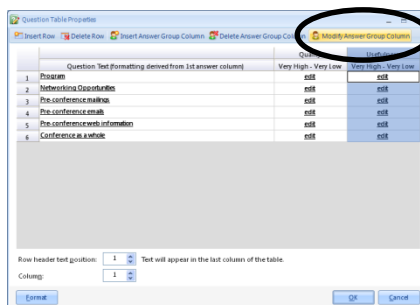 Question Table Properties
Insert Row Delete Row Insert Answer Group Column Delete Answer Group Column Modify Answer Group Column
Question Text (formatting derived from 1st answer column) Very High - Very Low Very High - Very Low
1 Program edit edit
2 Networking Opportunities edit edit
3 Pre-conference mailings edit edit
4 Pre-conference emails edit edit
5 Pre-conference web information edit edit
6 Conference as a whole edit edit
Row header text position: 1 Text will appear in the last column of the table.
Columns: 1
Format OK Cancel